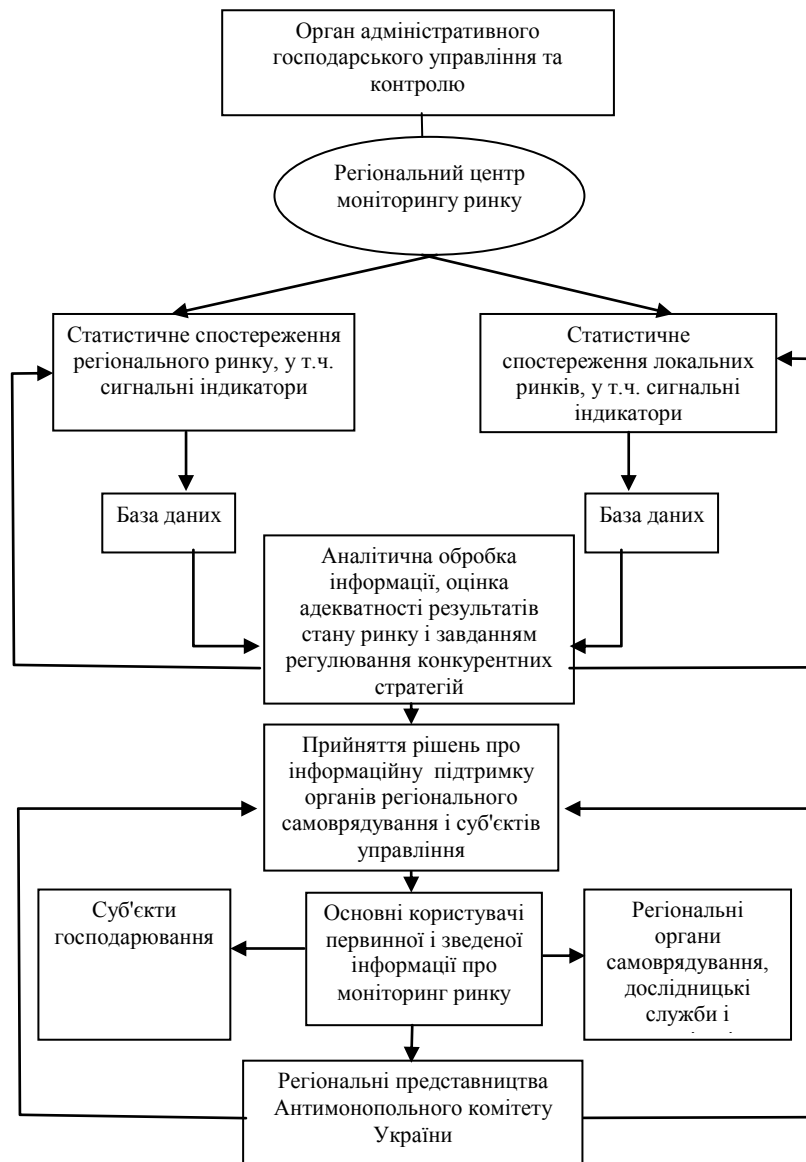 Орган адміністративного
господарського управління та
контролю
Регіональний центр
моніторингу ринку
Статистичне спостереження
регіонального ринку, у т.ч.
сигнальні індикатори
Статистичне
спостереження локальних
ринків, у т.ч. сигнальні
індикатори
База даних
База даних
Аналітична обробка
інформації, оцінка
адекватності результатів
стану ринку і завданням
регулювання конкурентних
стратегій
Прийняття рішень про
інформаційну підтримку
органів регіонального
самоврядування і суб'єктів
управління
Суб'єкти
господарювання
Основні користувачі
первинної і зведеної
інформації про
моніторинг ринку
Регіональні
органи
самоврядування,
дослідницькі
служби і
Регіональні представництва
Антимонопольного комітету
України